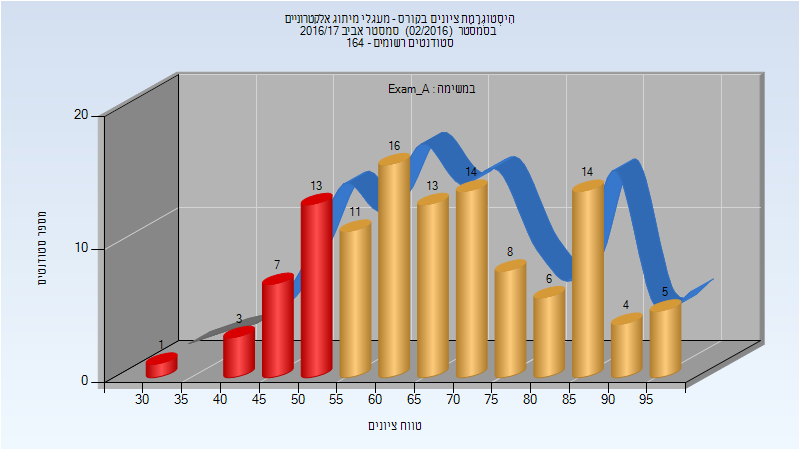 הִיסְטוֹגְרָמַת ציונים בקורס - מעגלי מיתוג אלקטרוניים
בסמסטר (02/2016) סמסטר אביב 2016/17
סטודנטים רשומים - 164
במשימה : Exam_A
20
10
0
מספר סטודנטים
1
3
7
13
11
16
13
14
8
6
14
4
5
30 35 40 45 50 55 60 65 70 75 80 85 90 95
טווח ציונים